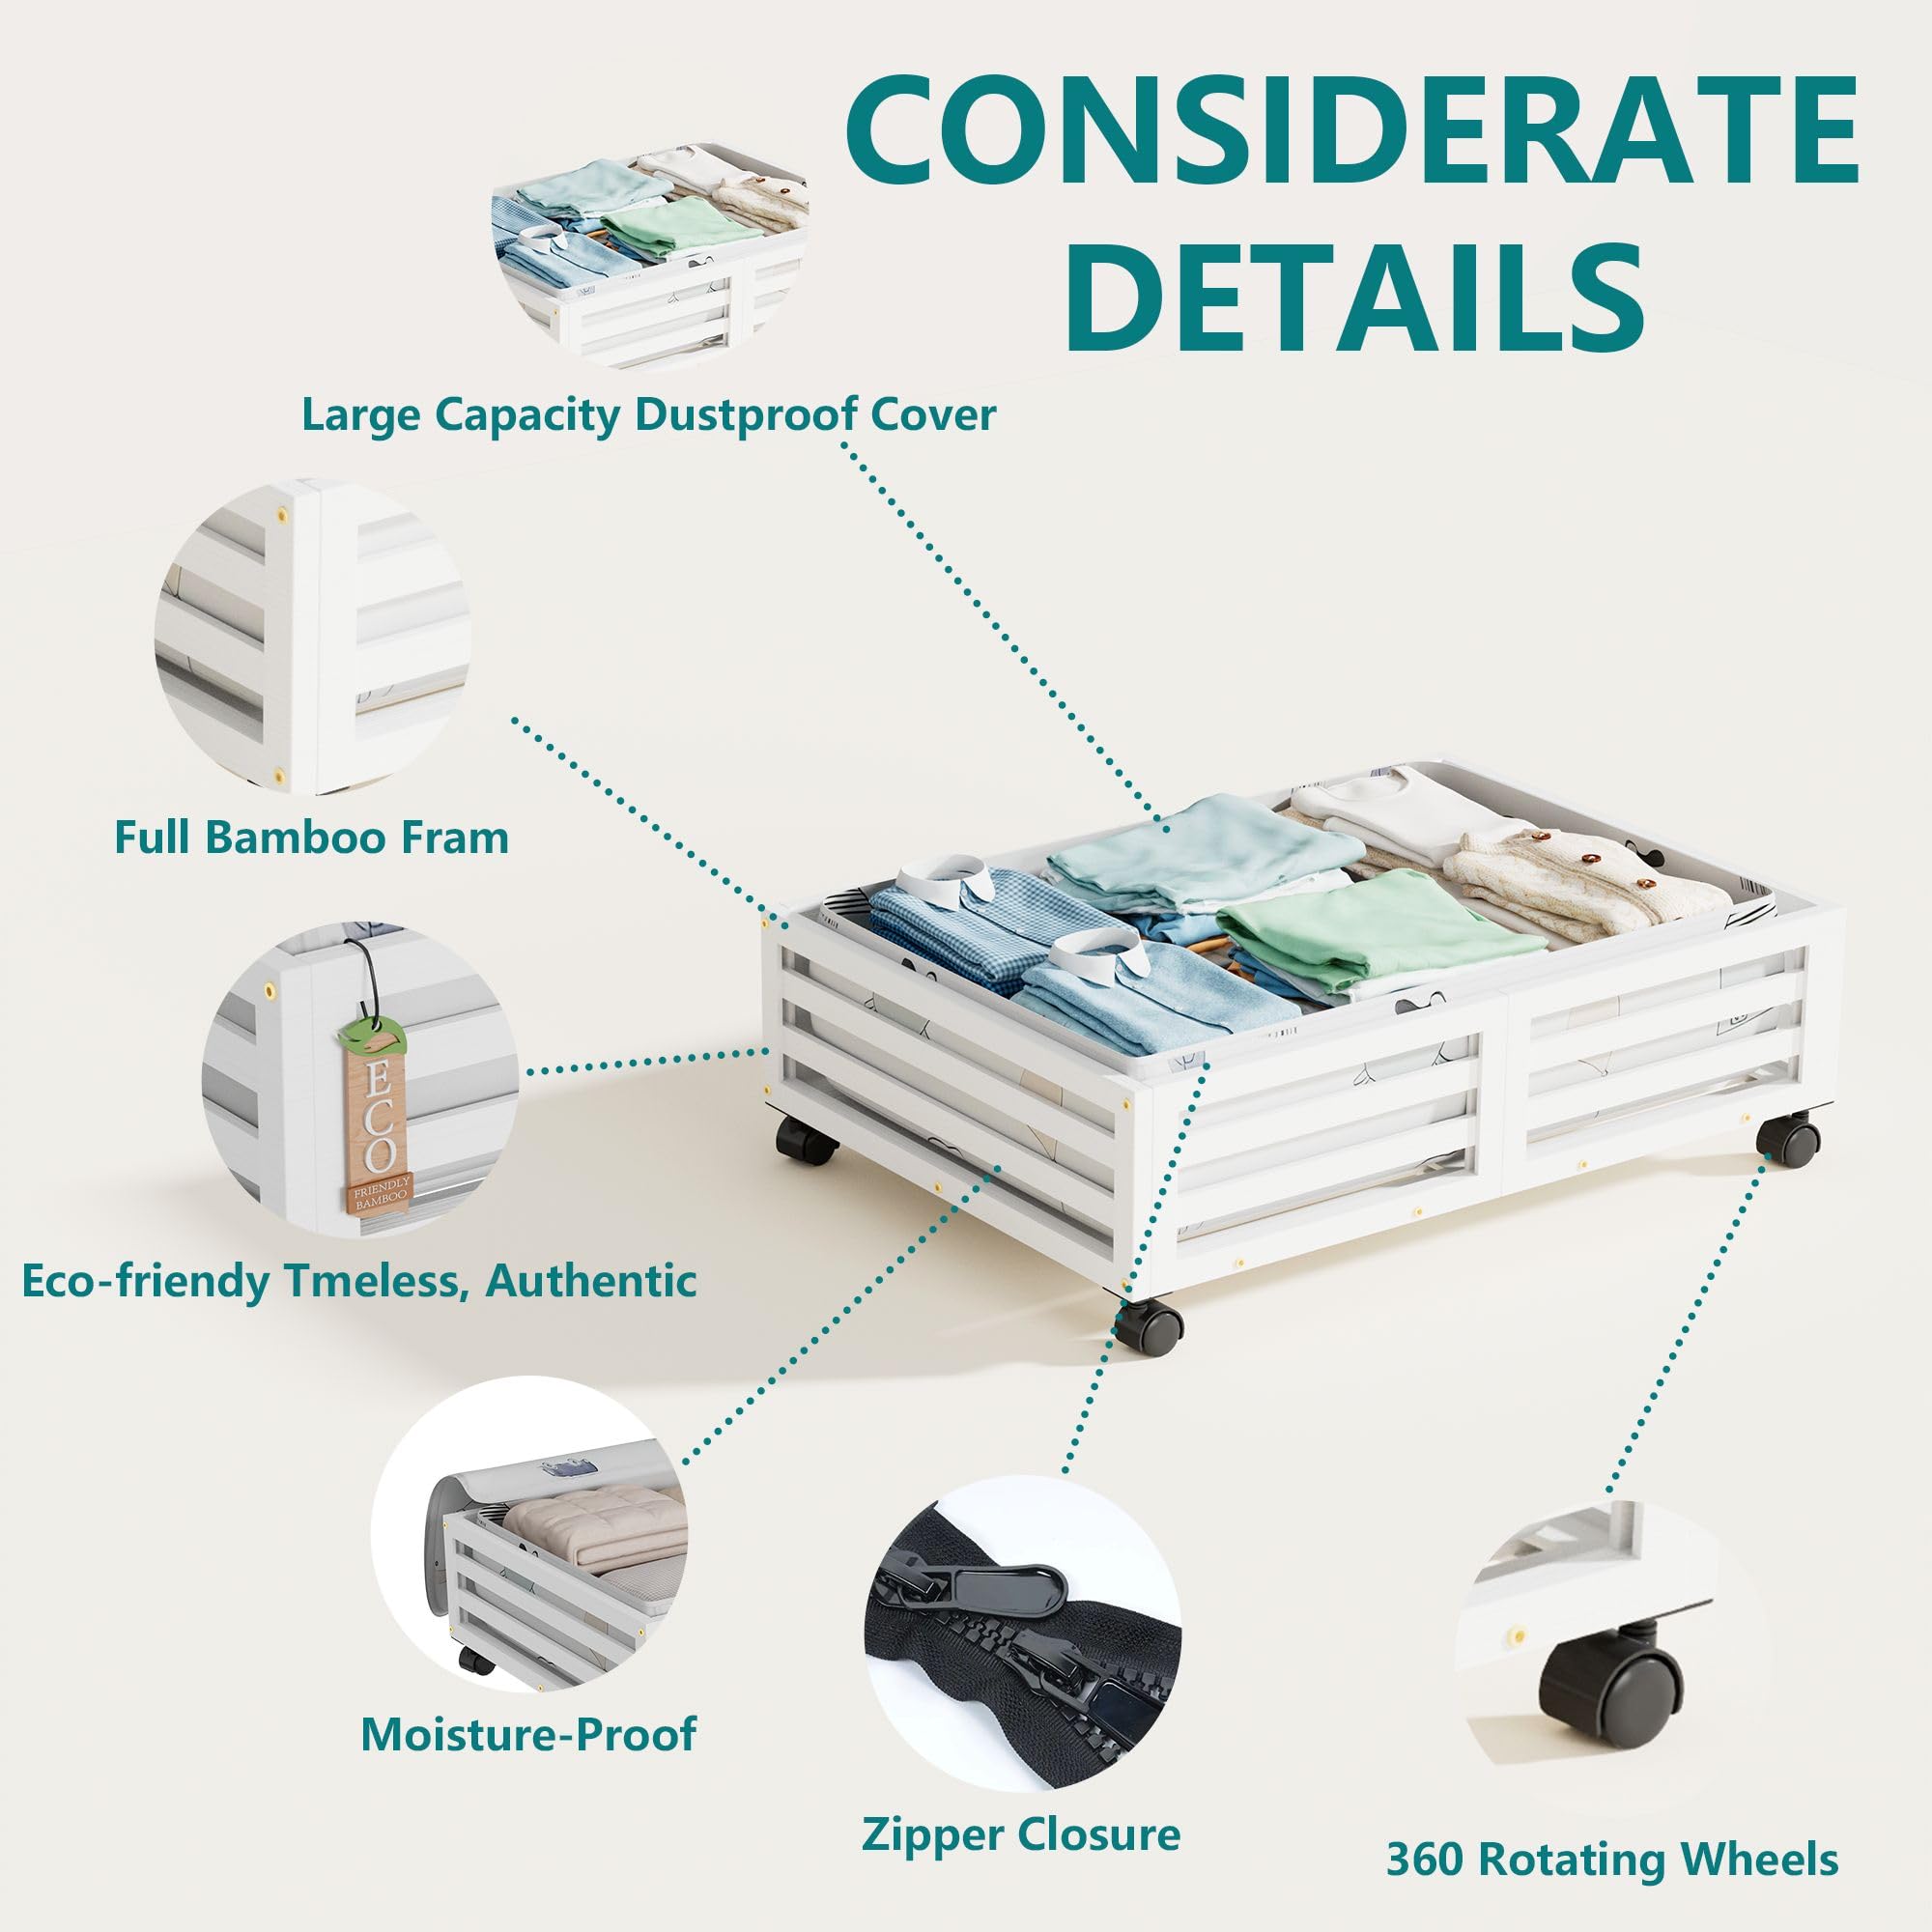 CONSIDERATE
DETAILS
Large Capacity Dustproof Cover
Full Bamboo Fram
ECO
FRIENDLY
BAMBOO
Eco-friendy Tmeless, Authentic
Moisture-Proof
Zipper Closure
360 Rotating Wheels